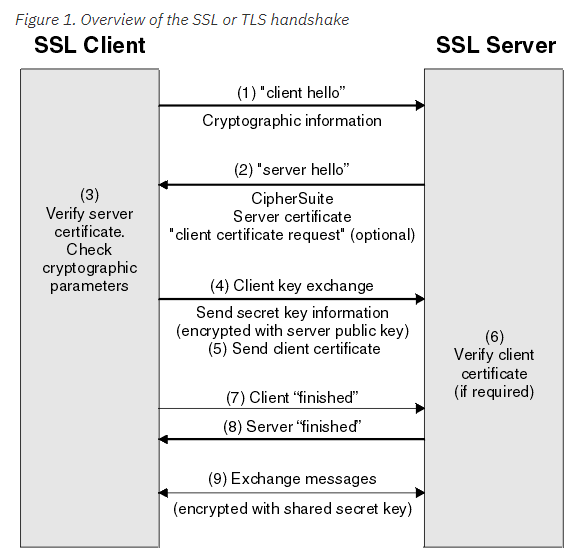 Figure 1. Overview of the SSL or TLS handshake
SSL Client
SSL Server
(1) "client hello”
Cryptographic information
(2) "server hello”
CipherSuite
Server certificate
"client certificate request" (optional)
(3)
Verify server
certificate.
Check
cryptographic
parameters
(4) Client key exchange
Send secret key information
(encrypted with server public key)
(5) Send client certificate
(6)
Verify client
certificate
(if required)
(7) Client “finished”
(8) Server “finished”
(9) Exchange messages
(encrypted with shared secret key)